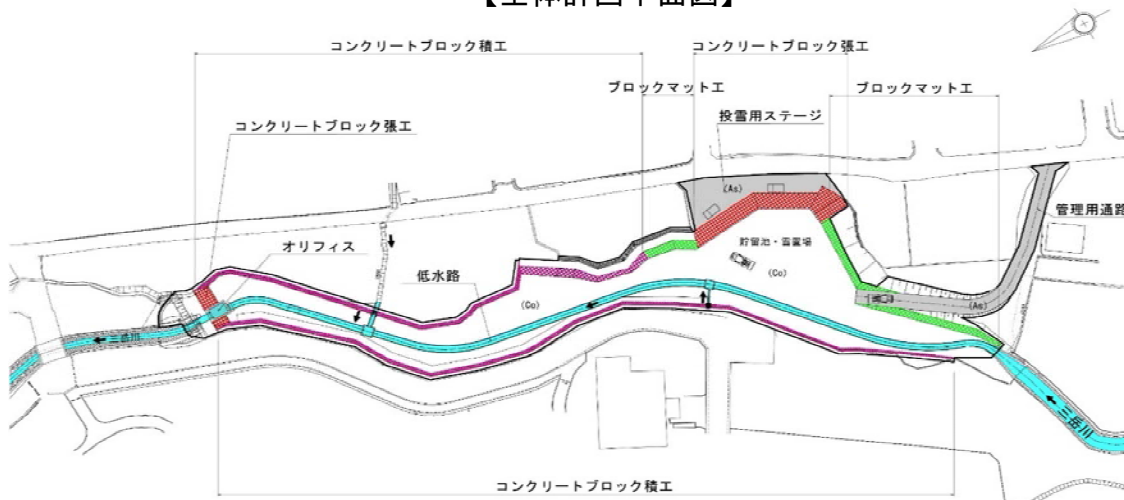 【全体計画平面図】
コンクリートブロック積工
コンクリートブロック張工
ブロックマット工
ブロックマット工
投雪用ステージ
コンクリートブロック張工
(As)
管理用通路
オリフィス
貯留池・雪置場
低水路
(Co)
(Co)
(As)
三岳川
三岳川
コンクリートブロック積工